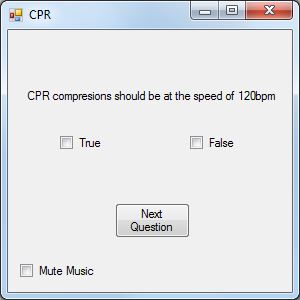 CPR
CPR compresions should be at the speed of 120bpm
True
False
Next
Question
Mute Music